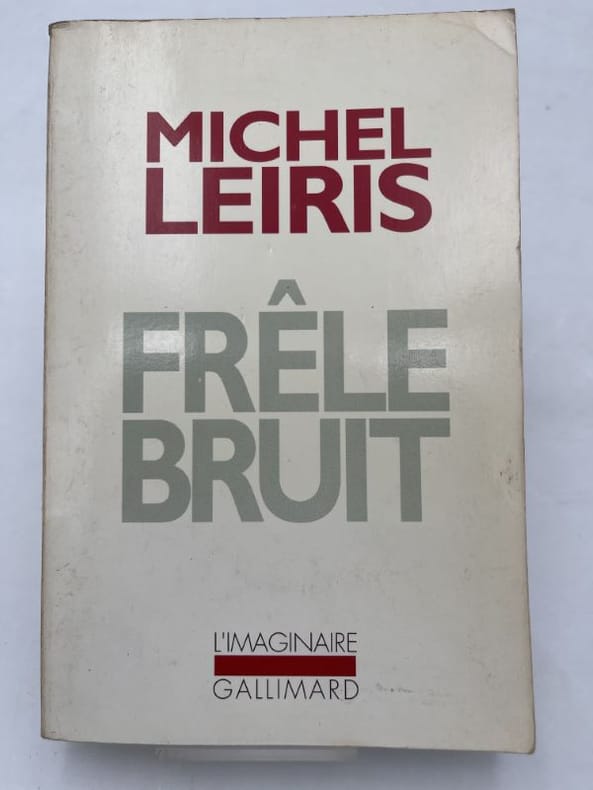 MICHEL
LEIRIS
FRÊLE
BRUIT
L'IMAGINAIRE
GALLIMARD